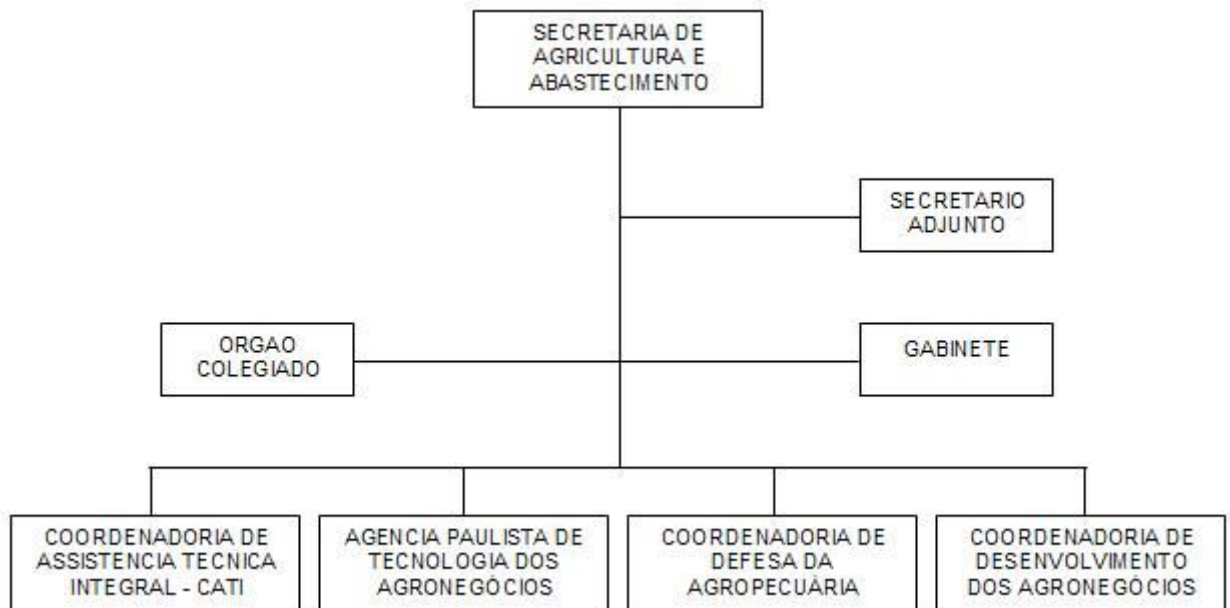 SECRETARIA DE
AGRICULTURA E
ABASTECIMENTO
SECRETARIO
ADJUNTO
ORGAO
COLEGIADO
GABINETE
COORDENADORIA DE
ASSISTENCIA TECNICA
INTEGRAL - CATI
AGENCIA PAULISTA DE
TECNOLOGIA DOS
AGRONEGÓCIOS
COORDENADORIA DE
DEFESA DA
AGROPECUÁRIA
COORDENADORIA DE
DESENVOLVIMENTO
DOS AGRONEGÓCIOS